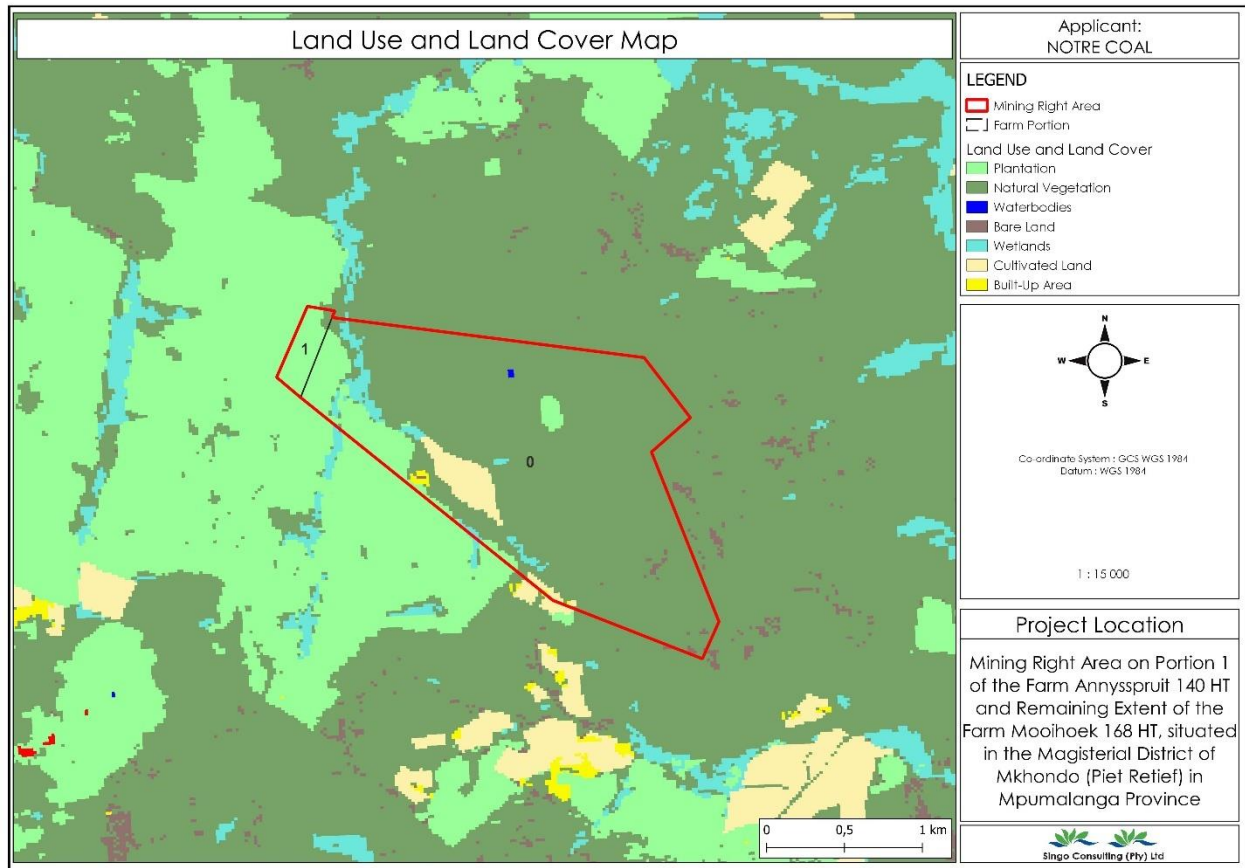 Land Use and Land Cover Map
1
0
0
0,5
1 km
Applicant:
NOTRE COAL
LEGEND
Mining Right Area
Farm Portion
Land Use and Land Cover
Plantation
Natural Vegetation
Waterbodies
Bare Land
Wetlands
Cultivated Land
Built-Up Area
N
W
E
S
Co-ordinate System : GCS WGS 1984
Datum : WGS 1984
1 : 15 000
Project Location
Mining Right Area on Portion 1
of the Farm Annysspruit 140 HT
and Remaining Extent of the
Farm Mooihoek 168 HT, situated
in the Magisterial District of
Mkhondo (Piet Retief) in
Mpumalanga Province
Singo Consulting (Pty) Ltd